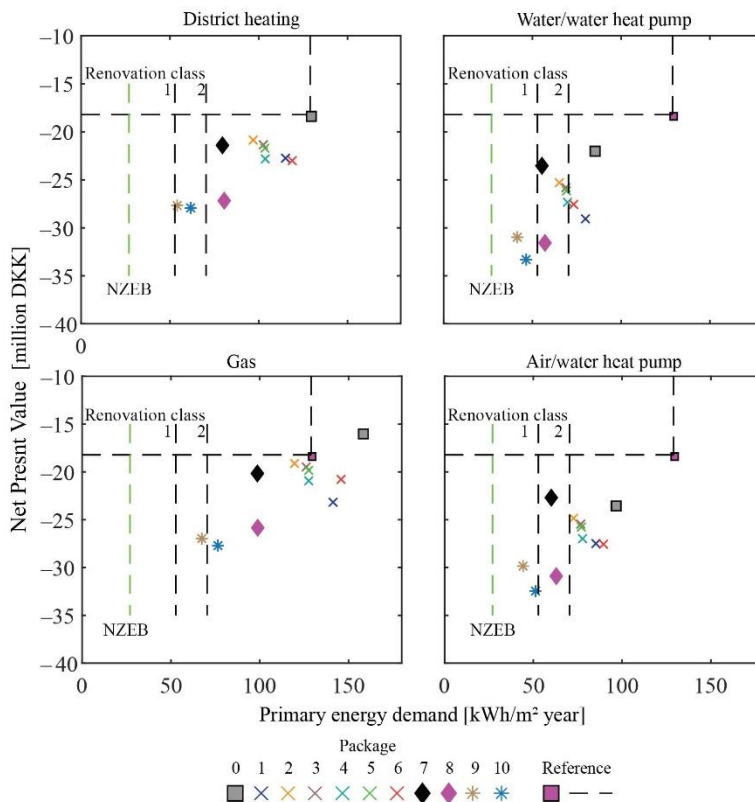 District heating
Water/water heat pump
−10
−15
−20
−25
−30
−35
−40
0
Renovation class
1 2
NZEB
Renovation class
1 2
NZEB
Gas
Air/water heat pump
−10
−15
−20
−25
−30
−35
−40
0 50 100 150
Renovation class
1 2
NZEB
0 50 100 150
Renovation class
1 2
NZEB
Net Presnt Value [million DKK]
Primary energy demand [kWh/m² year]
Package
0 1 2 3 4 5 6 7 8 9 10 Reference